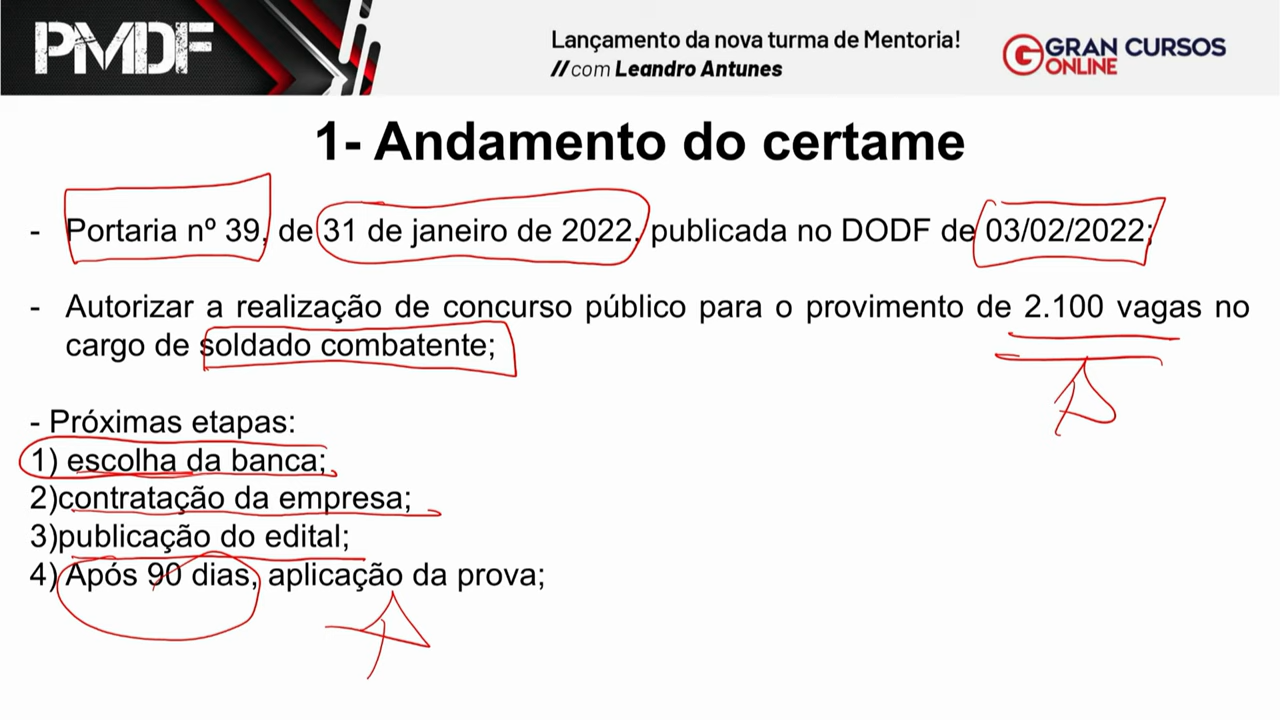 PMDF
Lançamento da nova turma de Mentoria!
// com Leandro Antunes
GRAN CURSOS
ONLINE
1- Andamento do certame
- Portaria nº 39, de 31 de janeiro de 2022, publicada no DODF de 03/02/2022;
- Autorizar a realização de concurso público para o provimento de 2.100 vagas no
cargo de soldado combatente;
- Próximas etapas:
1) escolha da banca;
2)contratação da empresa;
3)publicação do edital;
4) Após 90 dias, aplicação da prova;